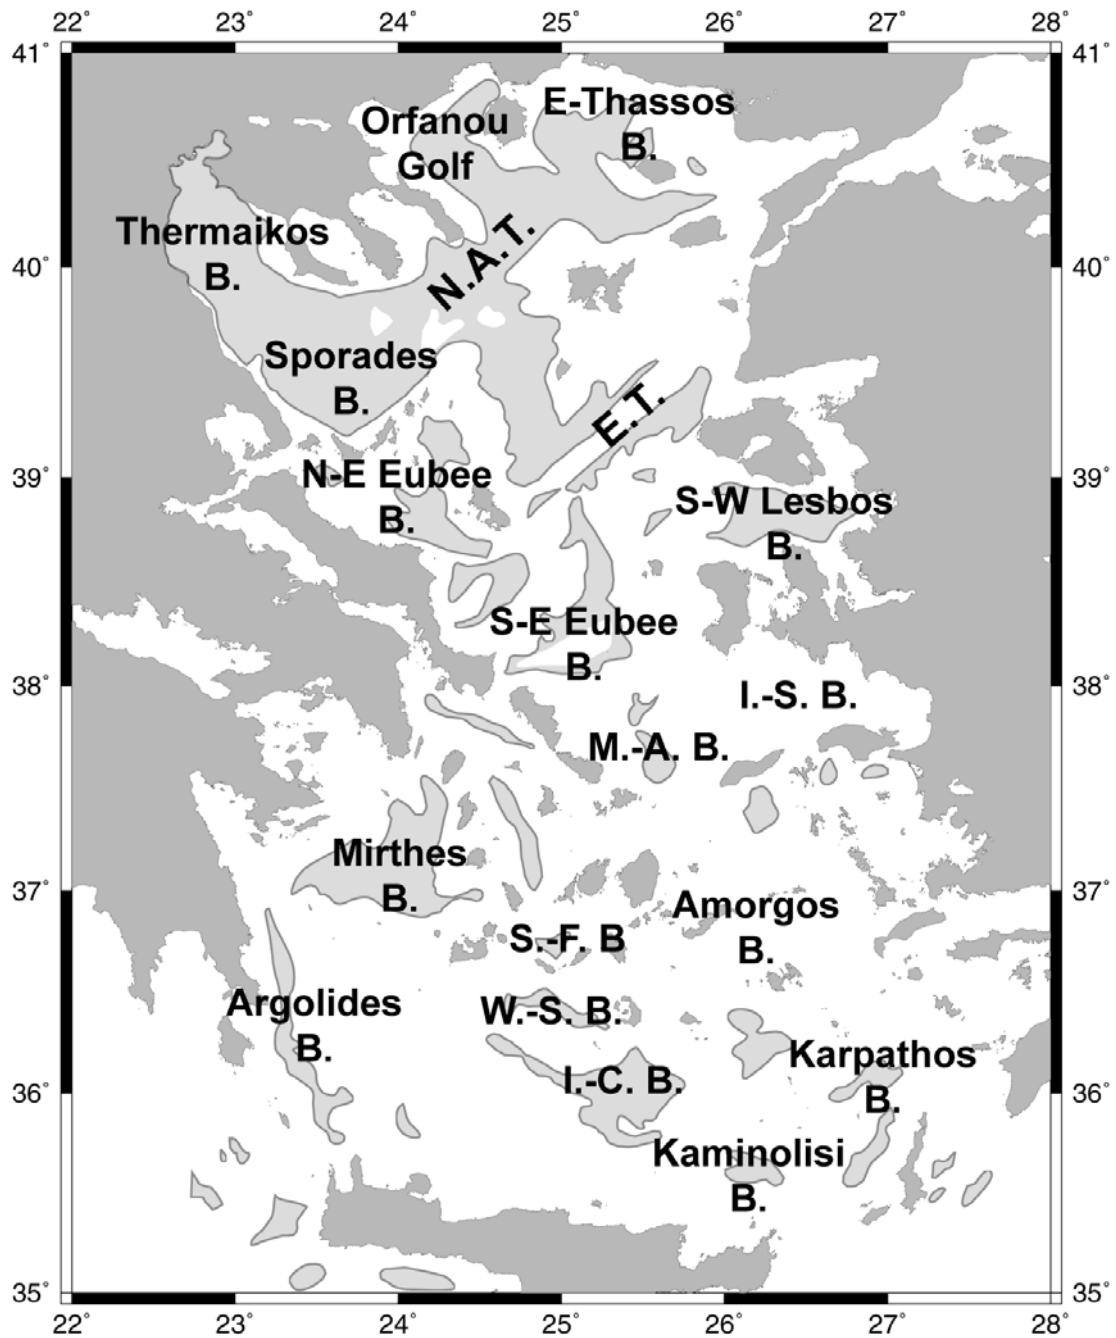 22° 23° 24° 25° 26° 27° 28°
41° 41°
E-Thassos
B.
Orfanou
Golf
Thermaikos
B.
N.A.T.
40° 40°
Sporades
B.
E.T.
39° 39°
N-E Eubee
B.
S-W Lesbos
B.
S-E Eubee
B.
38° 38°
I.-S. B.
M.-A. B.
Mirthes
B.
37° 37°
Amorgos
B.
S.-F. B
Argolides
B.
W.-S. B.
Karpathos
B.
I.-C. B.
36° 36°
Kaminolisi
B.
35° 35°
22° 23° 24° 25° 26° 27° 28°